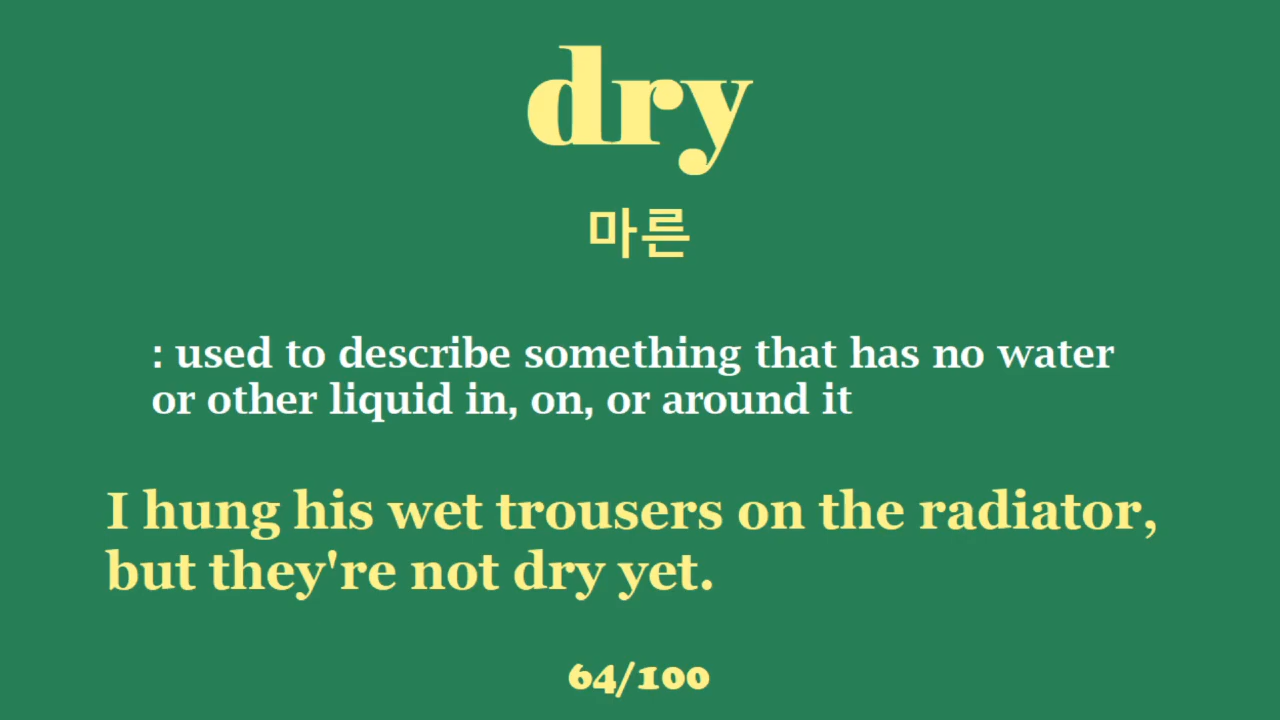 dry
마른
: used to describe something that has no water
or other liquid in, on, or around it
I hung his wet trousers on the radiator,
but they're not dry yet.
64/100